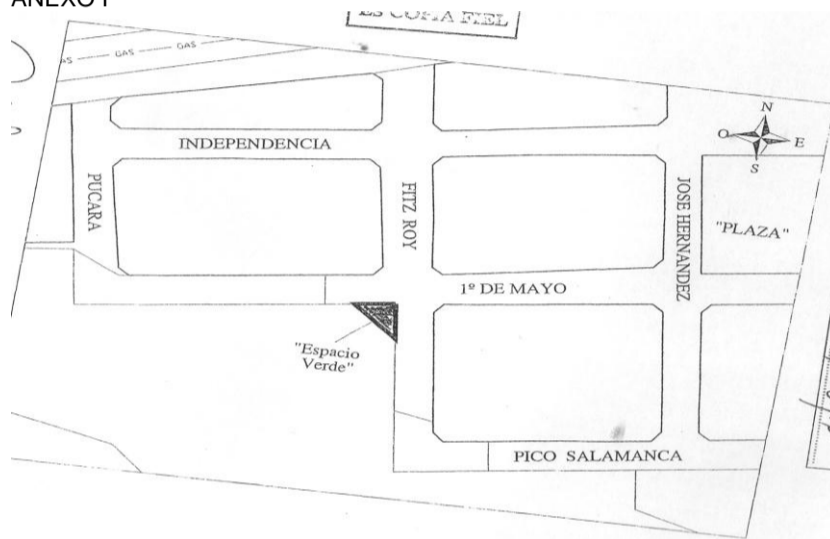 ANEXO I
ES COPIA FIEL
GAS
GAS
N
O
E
S
INDEPENDENCIA
PUCARA
FITZ ROY
JOSE HERNANDEZ
"PLAZA"
1º DE MAYO
"Espacio
Verde"
PICO SALAMANCA